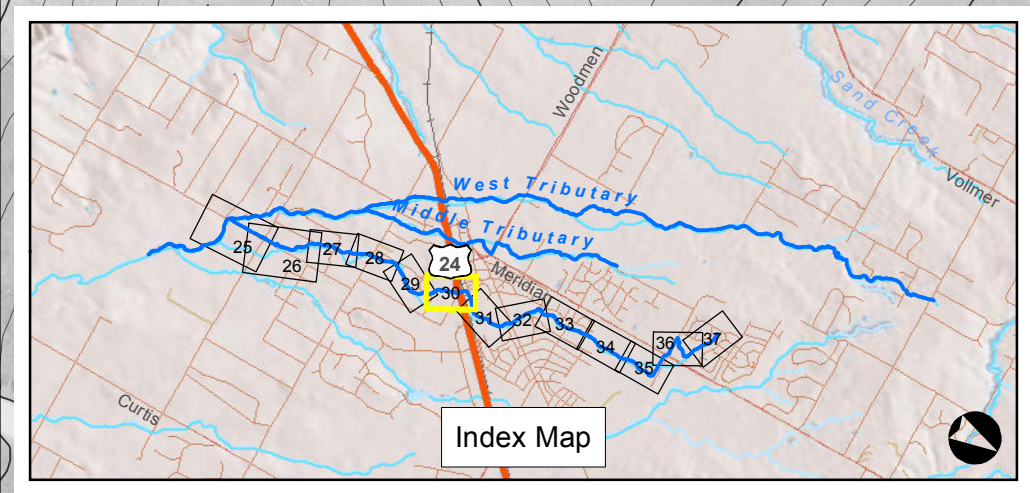 Woodmen
Sand Creek
Vollmer
West Tributary
Middle Tributary
24
Meridian
25
26
27
28
29
30
31
32
33
34
35
36
37
Curtis
Index Map